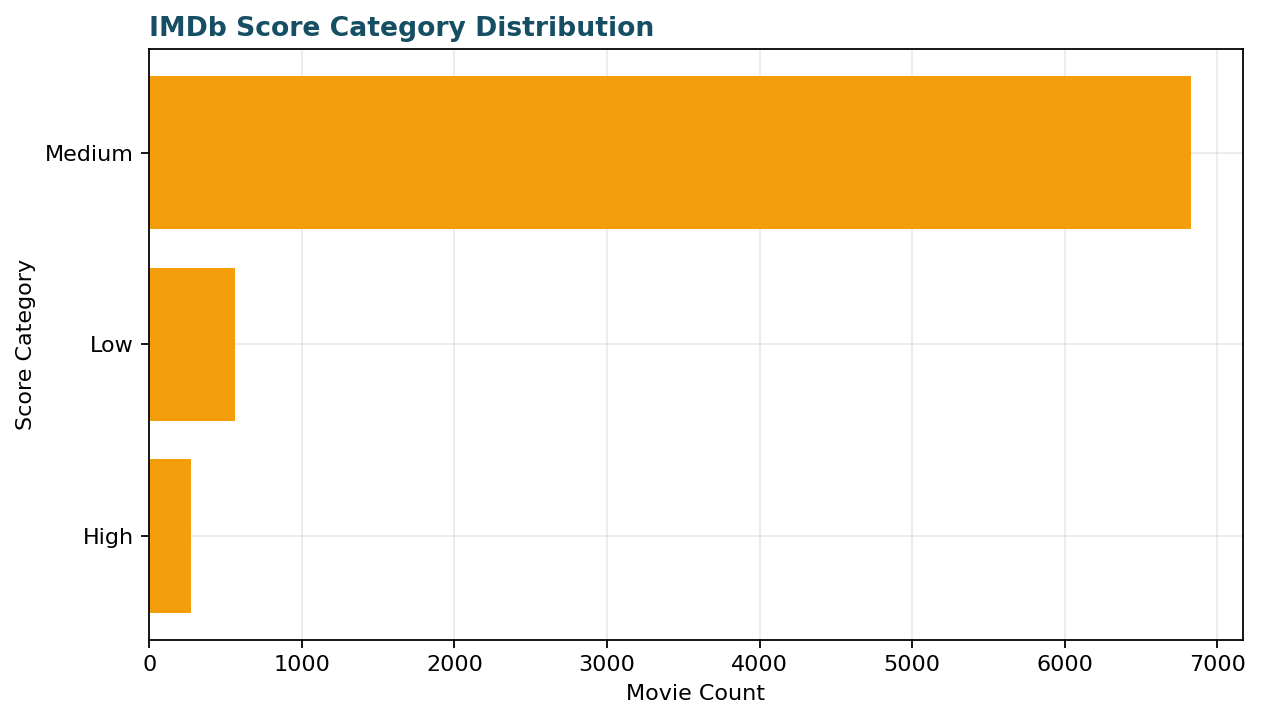 IMDb Score Category Distribution
Score Category
Medium
Low
High
0 1000 2000 3000 4000 5000 6000 7000
Movie Count